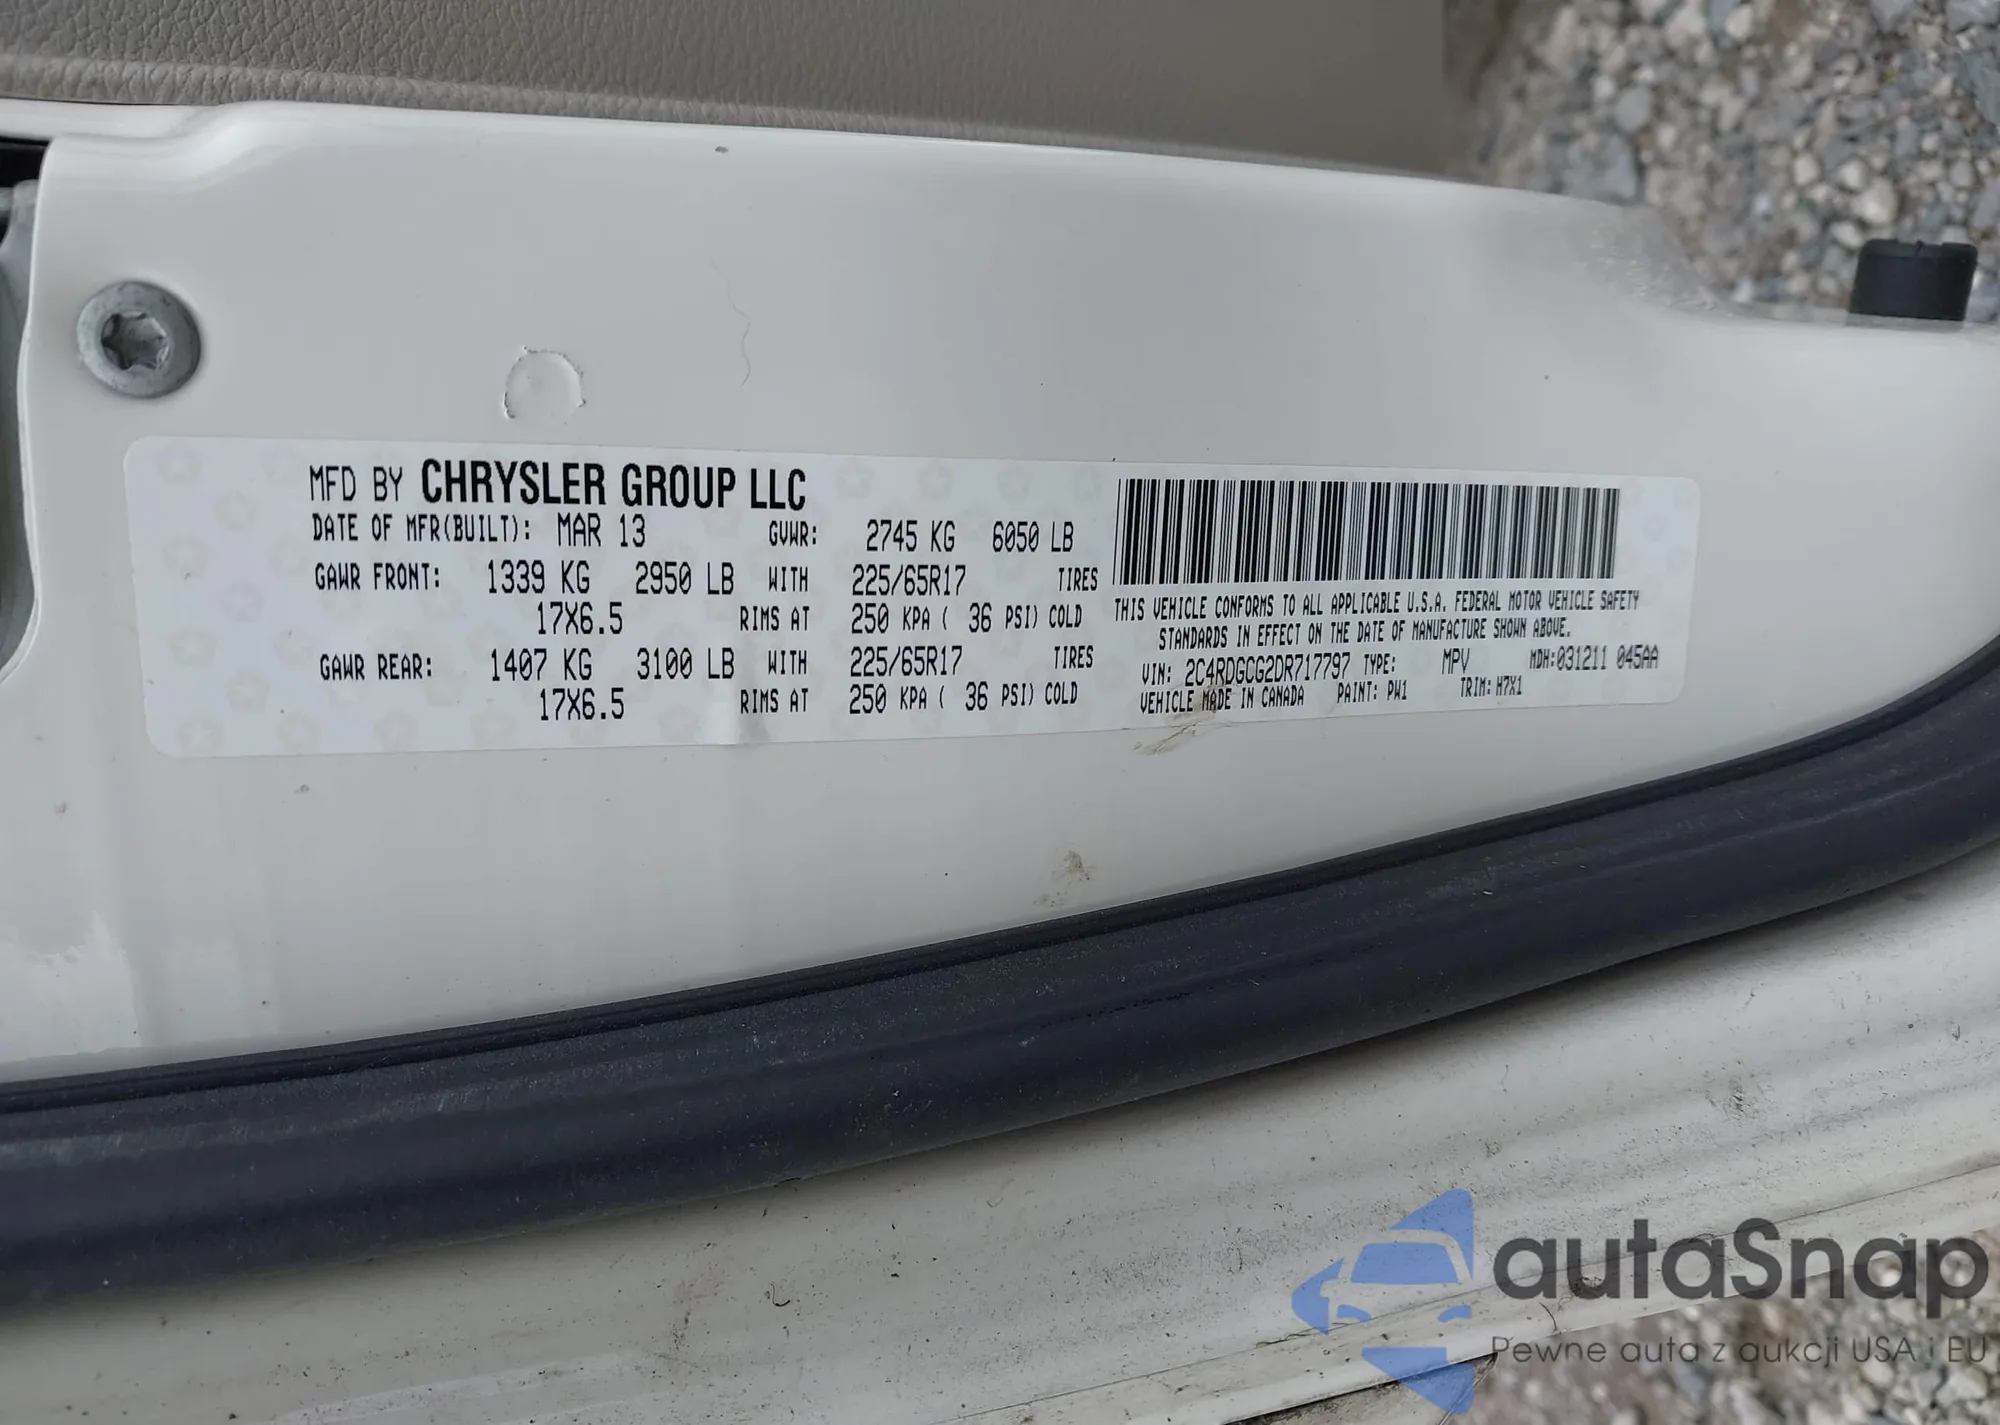 MFD BY CHRYSLER GROUP LLC
DATE OF MFR(BUILT): MAR 13 GVWR: 2745 KG 6050 LB
GAWR FRONT: 1339 KG 2950 LB WITH 225/65R17 TIRES
17X6.5 RIMS AT 250 KPA ( 36 PSI) COLD
GAWR REAR: 1407 KG 3100 LB WITH 225/65R17 TIRES
17X6.5 RIMS AT 250 KPA ( 36 PSI) COLD
THIS VEHICLE CONFORMS TO ALL APPLICABLE U.S.A. FEDERAL MOTOR VEHICLE SAFETY
STANDARDS IN EFFECT ON THE DATE OF MANUFACTURE SHOWN ABOVE.
VIN: 2C4RDGCG2DR717797 TYPE: MPV MDH:031211 045AA
VEHICLE MADE IN CANADA PAINT: PW1 TRIM: H7X1
autaSnap
Pewne auta z aukcji USA i EU